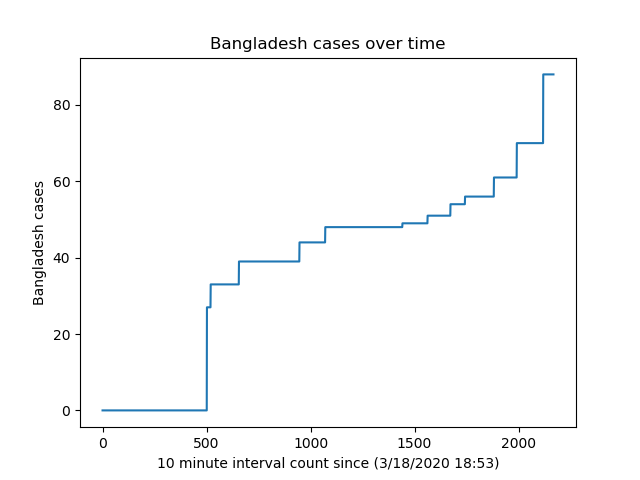 Bangladesh cases over time
Bangladesh cases
80
60
40
20
0
0 500 1000 1500 2000
10 minute interval count since (3/18/2020 18:53)